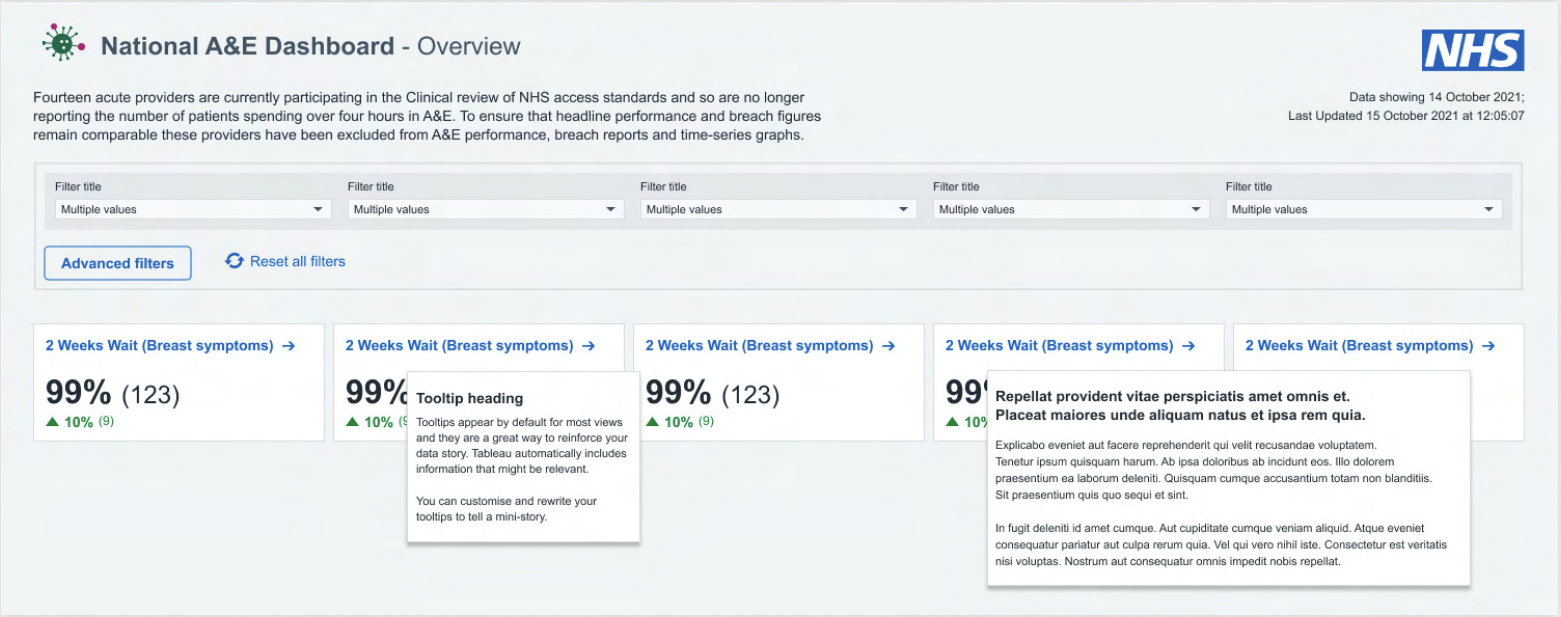 National A&E Dashboard - Overview
NHS
Fourteen acute providers are currently participating in the Clinical review of NHS access standards and so are no longer
reporting the number of patients spending over four hours in A&E. To ensure that headline performance and breach figures
remain comparable these providers have been excluded from A&E performance, breach reports and time-series graphs.
Data showing 14 October 2021;
Last Updated 15 October 2021 at 12:05:07
Filter title
Multiple values
Filter title
Multiple values
Filter title
Multiple values
Filter title
Multiple values
Filter title
Multiple values
Advanced filters
Reset all filters
2 Weeks Wait (Breast symptoms)
99% (123)
10% (9)
2 Weeks Wait (Breast symptoms)
99%
10%
Tooltip heading
Tooltips appear by default for most views
and they are a great way to reinforce your
data story. Tableau automatically includes
information that might be relevant.
You can customise and rewrite your
tooltips to tell a mini-story.
2 Weeks Wait (Breast symptoms)
99% (123)
10% (9)
2 Weeks Wait (Breast symptoms)
99
10%
Repellat provident vitae perspiciatis amet omnis et.
Placeat maiores unde aliquam natus et ipsa rem quia.
Explicabo eveniet aut facere reprehenderit qui velit recusandae voluptatem.
Tenetur ipsum quisquam harum. Ab ipsa doloribus ab incidunt eos. Illo dolorem
praesentium ea laborum deleniti. Quisquam cumque accusantium totam non blanditiis.
Sit praesentium quis quo sequi et sint.
In fugit deleniti id amet cumque. Aut cupiditate cumque veniam aliquid. Atque eveniet
consequatur pariatur aut culpa rerum quia. Vel qui vero nihil iste. Consectetur est veritatis
nisi voluptas. Nostrum aut consequatur omnis impedit nobis repellat.
2 Weeks Wait (Breast symptoms)